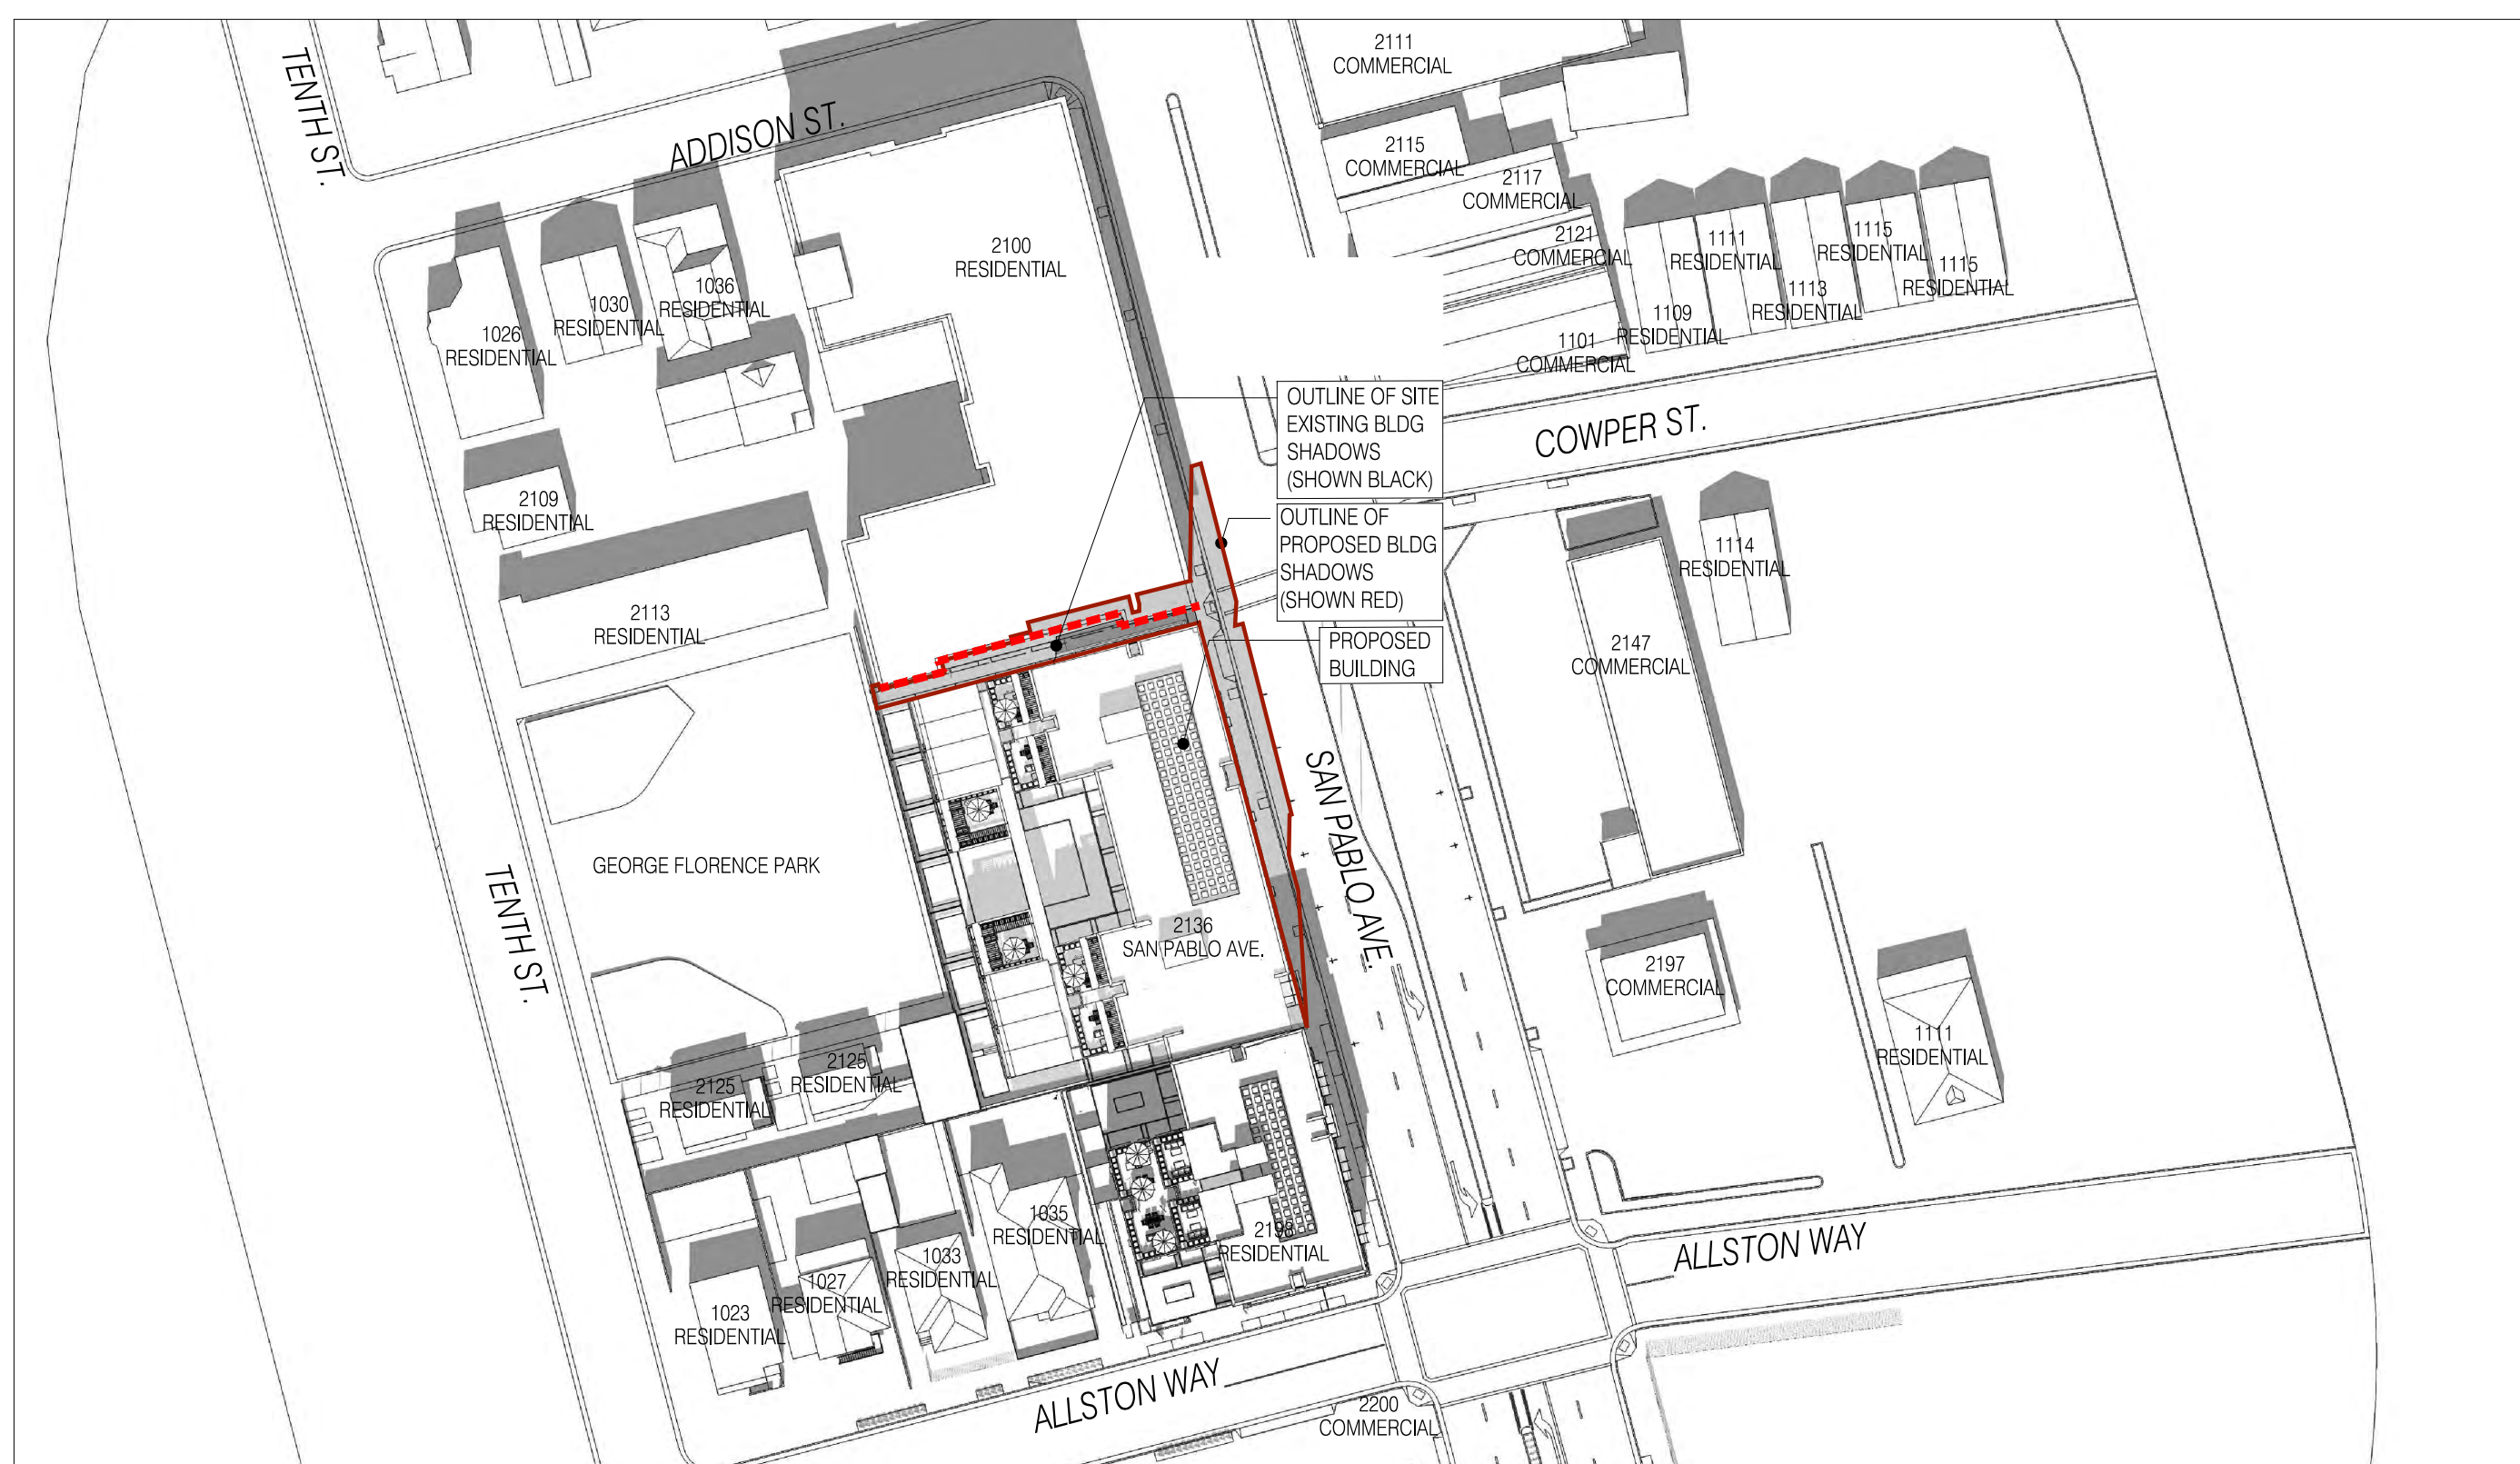 TENTH ST.
ADDISON ST.
2111
COMMERCIAL
2115
COMMERCIAL
2117
COMMERCIAL
2121
COMMERCIAL
1101
COMMERCIAL
1109
RESIDENTIAL
1111
RESIDENTIAL
1113
RESIDENTIAL
1115
RESIDENTIAL
1115
RESIDENTIAL
2100
RESIDENTIAL
1026
RESIDENTIAL
1030
RESIDENTIAL
1036
RESIDENTIAL
COWPER ST.
OUTLINE OF SITE
EXISTING BLDG
SHADOWS
(SHOWN BLACK)
OUTLINE OF
PROPOSED BLDG
SHADOWS
(SHOWN RED)
PROPOSED
BUILDING
2109
RESIDENTIAL
2113
RESIDENTIAL
1114
RESIDENTIAL
2147
COMMERCIAL
GEORGE FLORENCE PARK
TENTH ST.
SAN PABLO AVE.
2136
SAN PABLO AVE.
2197
COMMERCIAL
1111
RESIDENTIAL
2125
RESIDENTIAL
2125
RESIDENTIAL
1035
RESIDENTIAL
1033
RESIDENTIAL
1027
RESIDENTIAL
1023
RESIDENTIAL
2198
RESIDENTIAL
ALLSTON WAY
ALLSTON WAY
2200
COMMERCIAL